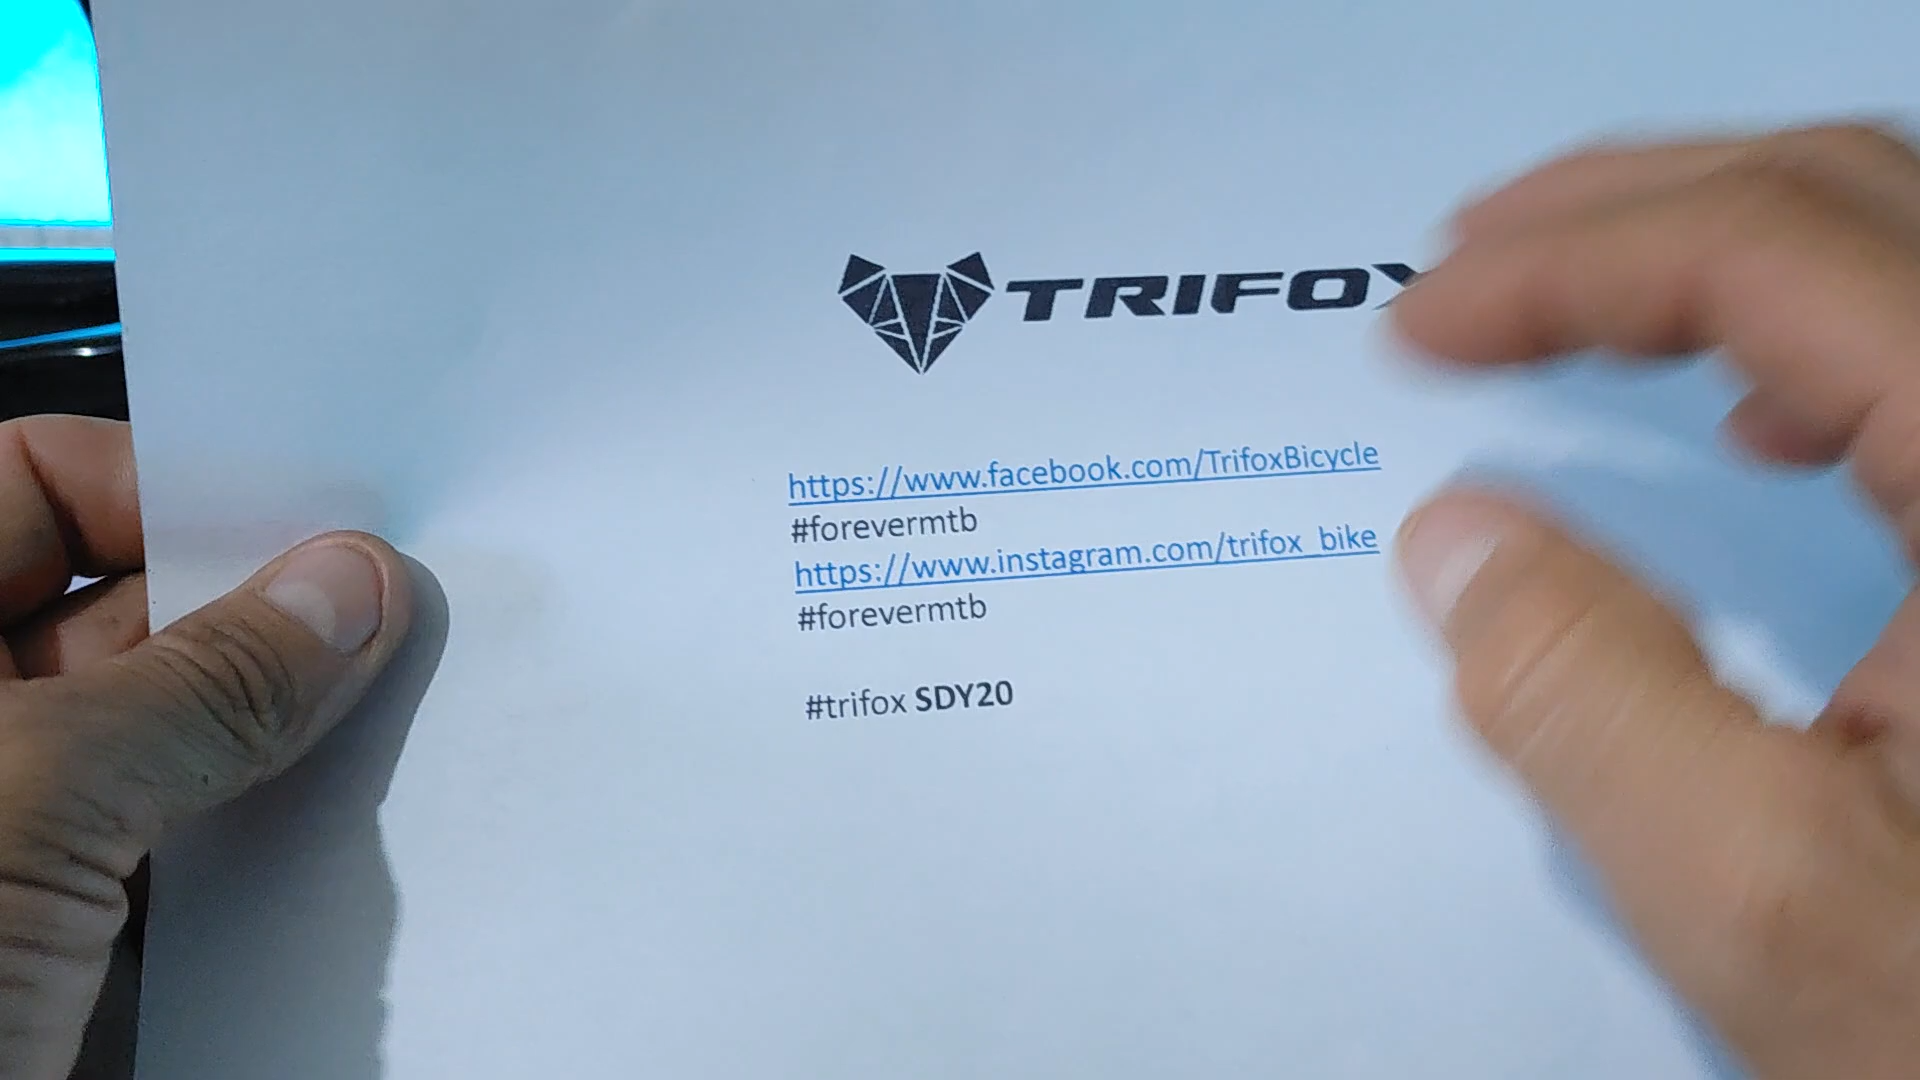 TRIFOX
https://www.facebook.com/TrifoxBicycle
#forevermtb
https://www.instagram.com/trifox_bike
#forevermtb
#trifox SDY20